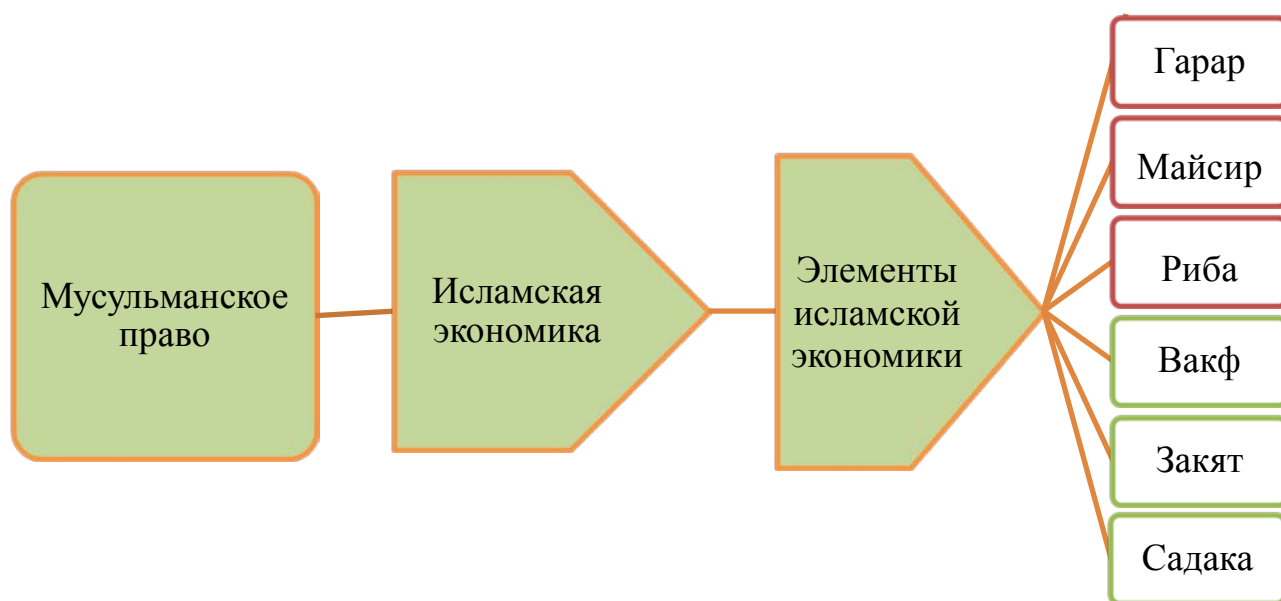 Мусульманское
право
Исламская
экономика
Элементы
исламской
экономики
Гарар
Майсир
Риба
Вакф
Закят
Садака